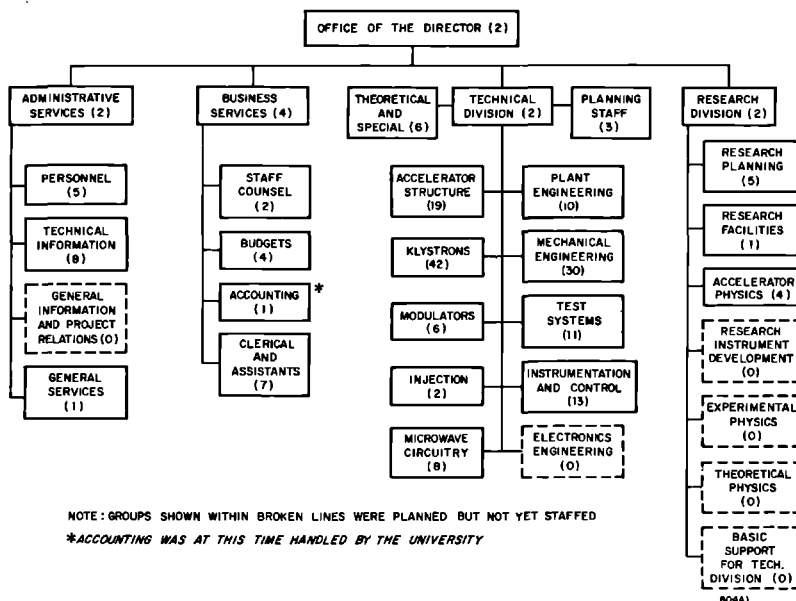 OFFICE OF THE DIRECTOR (2)
ADMINISTRATIVE
SERVICES (2)
BUSINESS
SERVICES (4)
THEORETICAL
AND
SPECIAL (6)
TECHNICAL
DIVISION (2)
PLANNING
STAFF
(3)
RESEARCH
DIVISION (2)
PERSONNEL
(5)
TECHNICAL
INFORMATION
(8)
GENERAL
INFORMATION
AND PROJECT
RELATIONS (0)
GENERAL
SERVICES
(1)
STAFF
COUNSEL
(2)
BUDGETS
(4)
ACCOUNTING
(1)
*
CLERICAL
AND
ASSISTANTS
(7)
ACCELERATOR
STRUCTURE
(19)
KLYSTRONS
(42)
MODULATORS
(6)
INJECTION
(2)
MICROWAVE
CIRCUITRY
(8)
PLANT
ENGINEERING
(10)
MECHANICAL
ENGINEERING
(30)
TEST
SYSTEMS
(11)
INSTRUMENTATION
AND CONTROL
(13)
ELECTRONICS
ENGINEERING
(0)
RESEARCH
PLANNING
(5)
RESEARCH
FACILITIES
(1)
ACCELERATOR
PHYSICS (4)
RESEARCH
INSTRUMENT
DEVELOPMENT
(0)
EXPERIMENTAL
PHYSICS
(0)
THEORETICAL
PHYSICS
(0)
BASIC
SUPPORT
FOR TECH.
DIVISION (0)
NOTE: GROUPS SHOWN WITHIN BROKEN LINES WERE PLANNED BUT NOT YET STAFFED
*ACCOUNTING WAS AT THIS TIME HANDLED BY THE UNIVERSITY